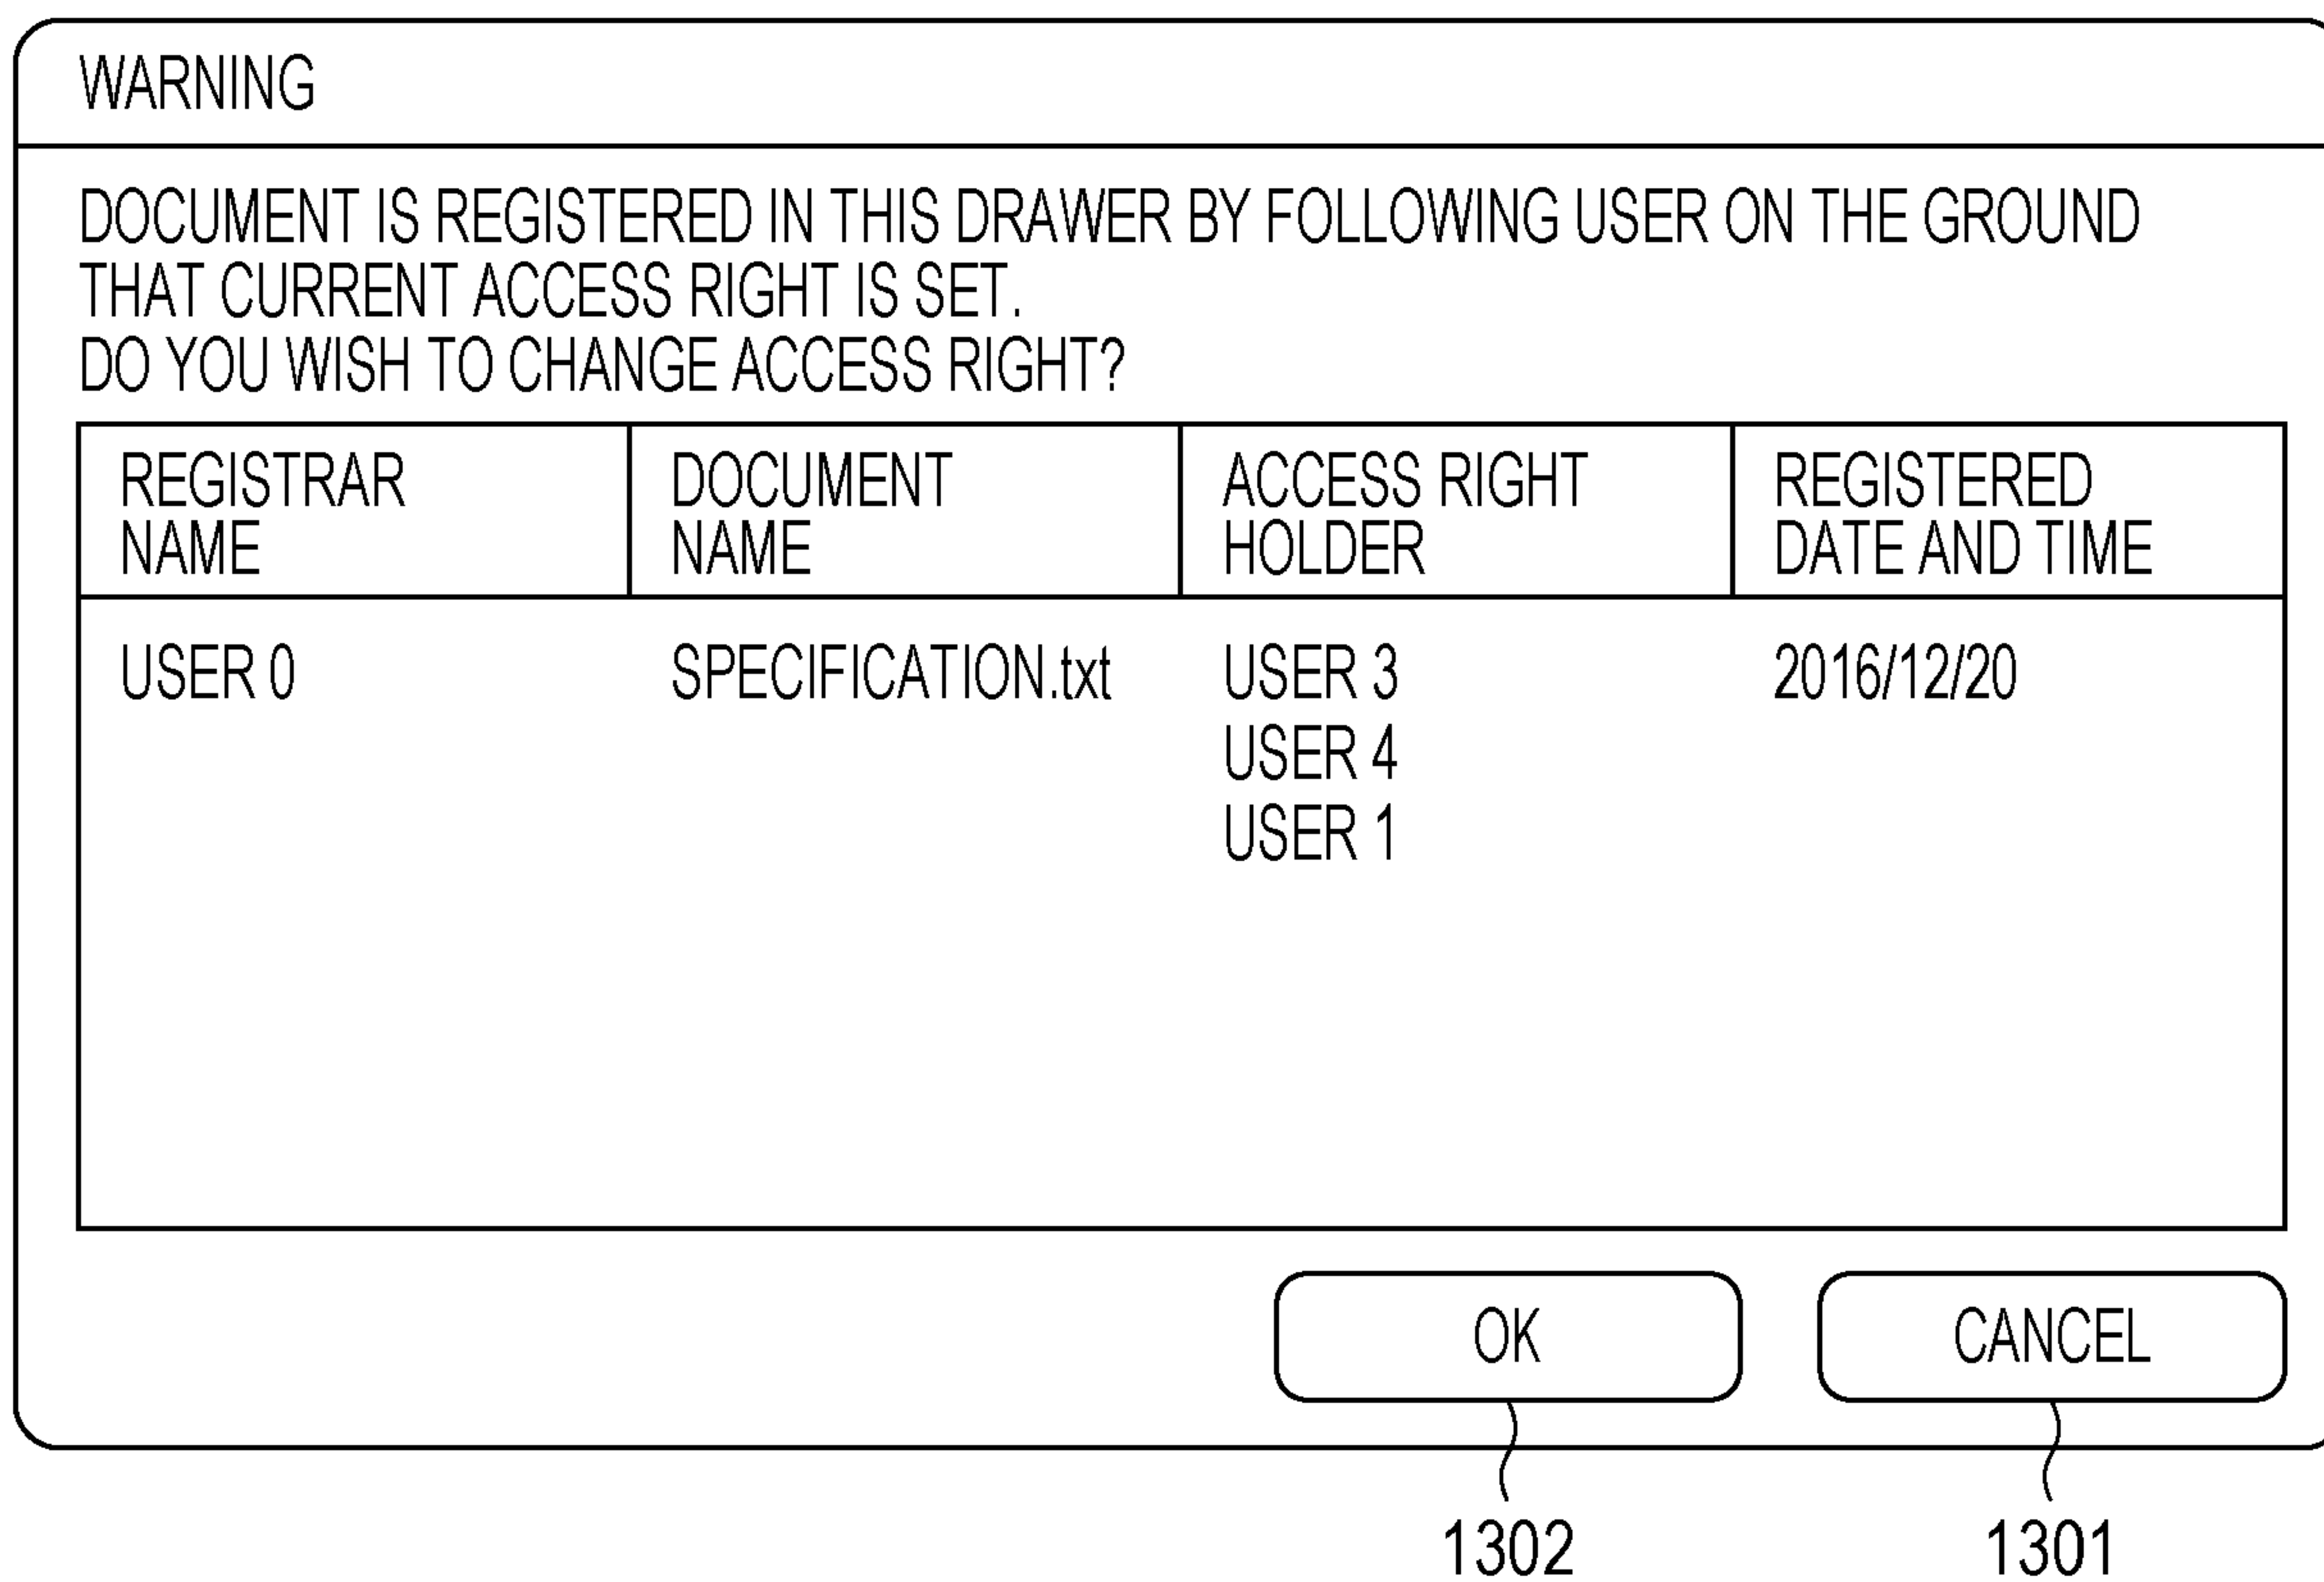 WARNING
DOCUMENT IS REGISTERED IN THIS DRAWER BY FOLLOWING USER ON THE GROUND
THAT CURRENT ACCESS RIGHT IS SET.
DO YOU WISH TO CHANGE ACCESS RIGHT?
REGISTRAR
NAME
DOCUMENT
NAME
ACCESS RIGHT
HOLDER
REGISTERED
DATE AND TIME
USER 0
SPECIFICATION.txt
USER 3
2016/12/20
USER 4
USER 1
OK
CANCEL
1302
1301